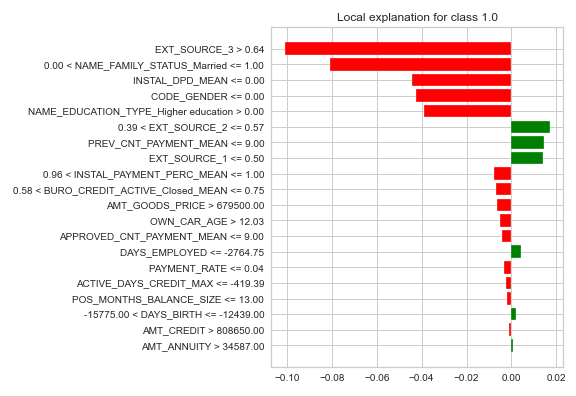 Local explanation for class 1.0
EXT_SOURCE_3 > 0.64
0.00 < NAME_FAMILY_STATUS_Married <= 1.00
INSTAL_DPD_MEAN <= 0.00
CODE_GENDER <= 0.00
NAME_EDUCATION_TYPE_Higher education > 0.00
0.39 < EXT_SOURCE_2 <= 0.57
PREV_CNT_PAYMENT_MEAN <= 9.00
EXT_SOURCE_1 <= 0.50
0.96 < INSTAL_PAYMENT_PERC_MEAN <= 1.00
0.58 < BURO_CREDIT_ACTIVE_Closed_MEAN <= 0.75
AMT_GOODS_PRICE > 679500.00
OWN_CAR_AGE > 12.03
APPROVED_CNT_PAYMENT_MEAN <= 9.00
DAYS_EMPLOYED <= -2764.75
PAYMENT_RATE <= 0.04
ACTIVE_DAYS_CREDIT_MAX <= -419.39
POS_MONTHS_BALANCE_SIZE <= 13.00
-15775.00 < DAYS_BIRTH <= -12439.00
AMT_CREDIT > 808650.00
AMT_ANNUITY > 34587.00
−0.10 −0.08 −0.06 −0.04 −0.02 0.00 0.02